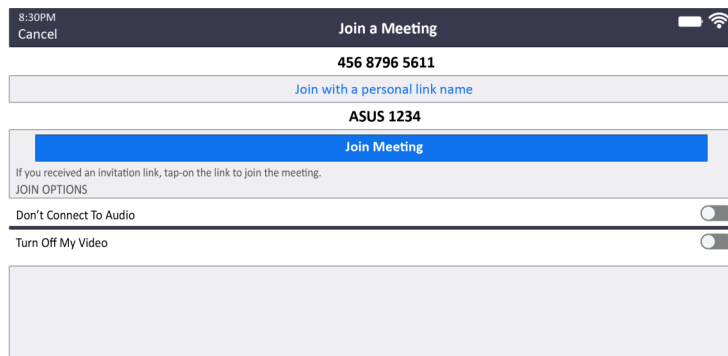 8:30PM
Cancel
Join a Meeting
456 8796 5611
Join with a personal link name
ASUS 1234
Join Meeting
If you received an invitation link, tap-on the link to join the meeting.
JOIN OPTIONS
Don’t Connect To Audio
Turn Off My Video